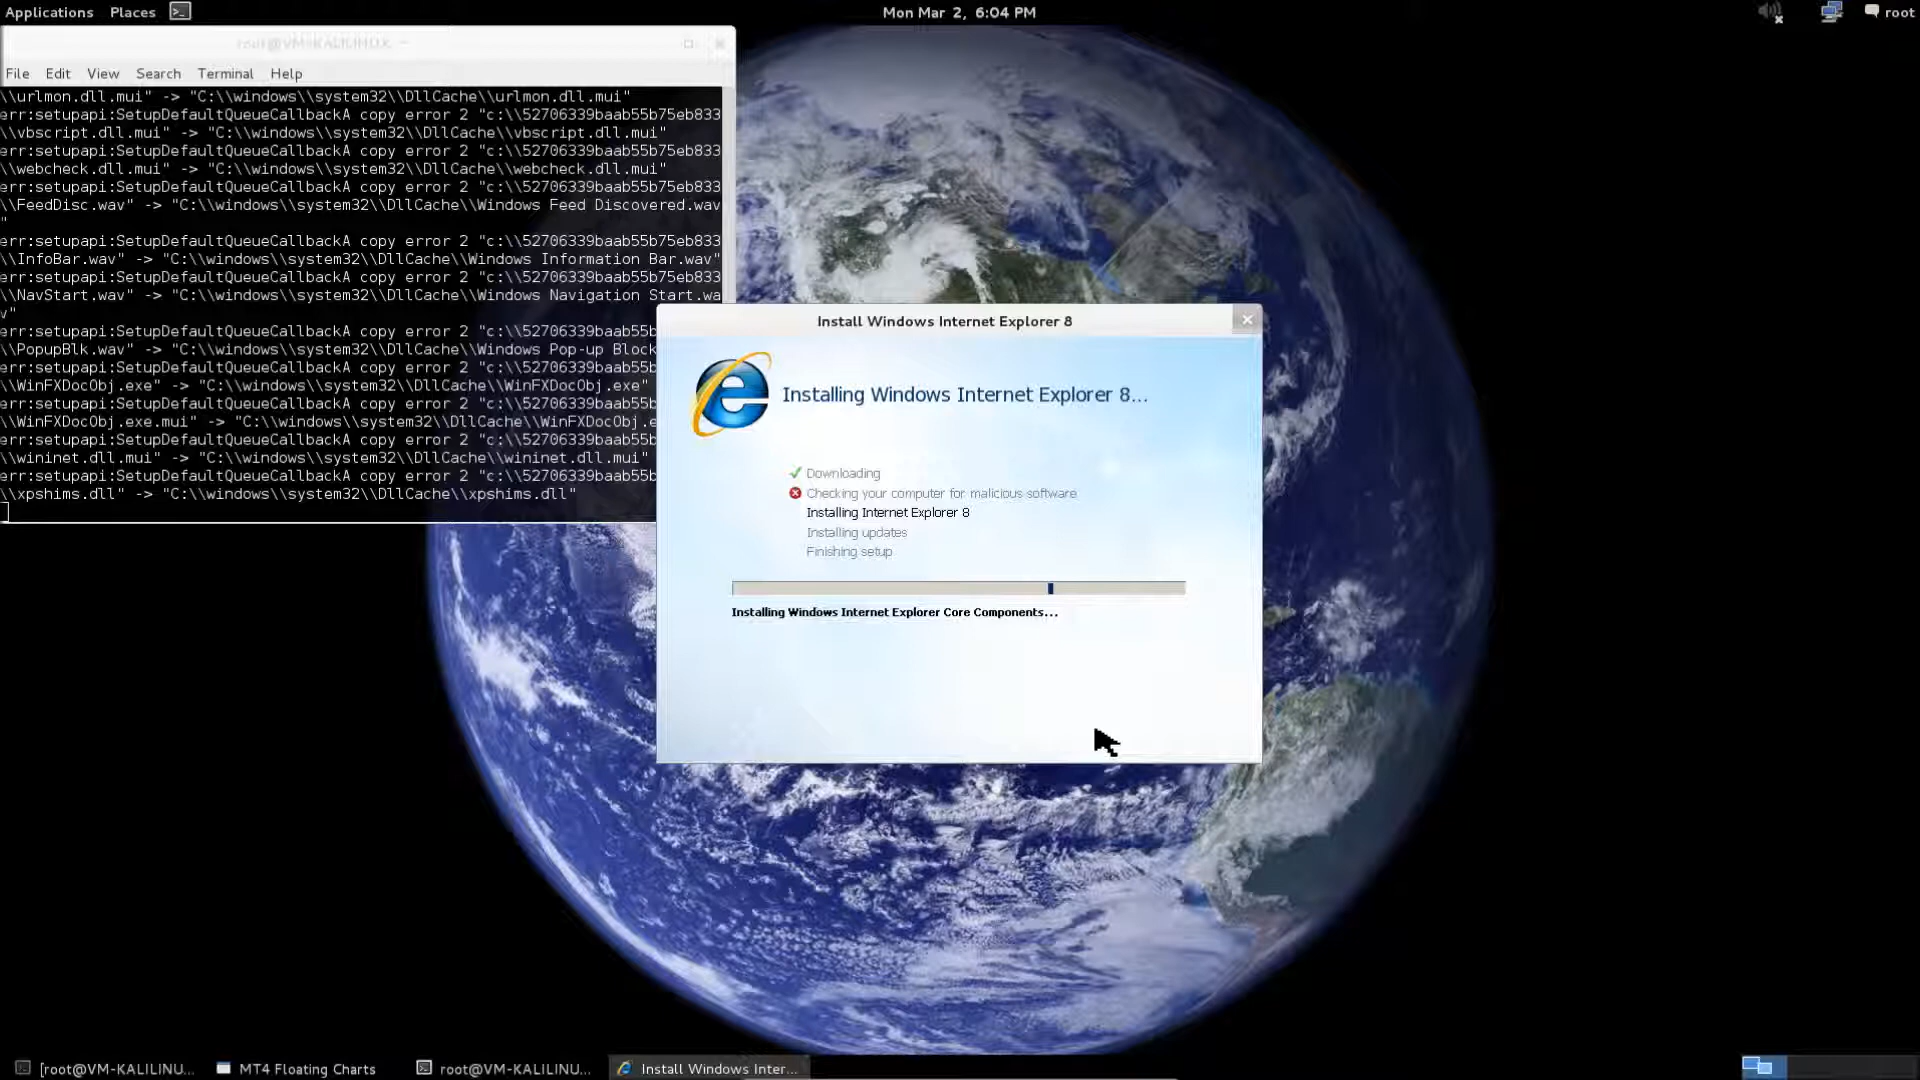 Applications Places
Mon Mar 2, 6:04 PM
root
root@VM-KALILINUX: ~
File Edit View Search Terminal Help
\\urlmon.dll.mui" -> "C:\\windows\\system32\\DllCache\\urlmon.dll.mui"
err:setupapi:SetupDefaultQueueCallbackA copy error 2 "c:\\52706339baab55b75eb833
\\vbscript.dll.mui" -> "C:\\windows\\system32\\DllCache\\vbscript.dll.mui"
err:setupapi:SetupDefaultQueueCallbackA copy error 2 "c:\\52706339baab55b75eb833
\\webcheck.dll.mui" -> "C:\\windows\\system32\\DllCache\\webcheck.dll.mui"
err:setupapi:SetupDefaultQueueCallbackA copy error 2 "c:\\52706339baab55b75eb833
\\FeedDisc.wav" -> "C:\\windows\\system32\\DllCache\\Windows Feed Discovered.wav
"
err:setupapi:SetupDefaultQueueCallbackA copy error 2 "c:\\52706339baab55b75eb833
\\InfoBar.wav" -> "C:\\windows\\system32\\DllCache\\Windows Information Bar.wav"
err:setupapi:SetupDefaultQueueCallbackA copy error 2 "c:\\52706339baab55b75eb833
\\NavStart.wav" -> "C:\\windows\\system32\\DllCache\\Windows Navigation Start.wa
v"
err:setupapi:SetupDefaultQueueCallbackA copy error 2 "c:\\52706339baab55b
\\PopupBlk.wav" -> "C:\\windows\\system32\\DllCache\\Windows Pop-up Block
err:setupapi:SetupDefaultQueueCallbackA copy error 2 "c:\\52706339baab55b
\\WinFXDocObj.exe" -> "C:\\windows\\system32\\DllCache\\WinFXDocObj.exe"
err:setupapi:SetupDefaultQueueCallbackA copy error 2 "c:\\52706339baab55b
\\WinFXDocObj.exe.mui" -> "C:\\windows\\system32\\DllCache\\WinFXDocObj.e
err:setupapi:SetupDefaultQueueCallbackA copy error 2 "c:\\52706339baab55b
\\wininet.dll.mui" -> "C:\\windows\\system32\\DllCache\\wininet.dll.mui"
err:setupapi:SetupDefaultQueueCallbackA copy error 2 "c:\\52706339baab55b
\\xpshims.dll" -> "C:\\windows\\system32\\DllCache\\xpshims.dll"
Install Windows Internet Explorer 8
Installing Windows Internet Explorer 8...
Downloading
Checking your computer for malicious software
Installing Internet Explorer 8
Installing updates
Finishing setup
Installing Windows Internet Explorer Core Components...
[root@VM-KALILINU... MT4 Floating Charts root@VM-KALILINU... Install Windows Inter...